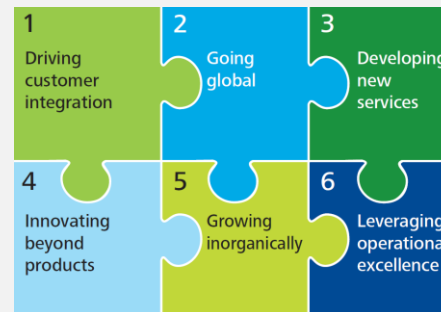 1
Driving
customer
integration
2
Going
global
3
Developing
new
services
4
Innovating
beyond
products
5
Growing
inorganically
6
Leveraging
operationa
excellence